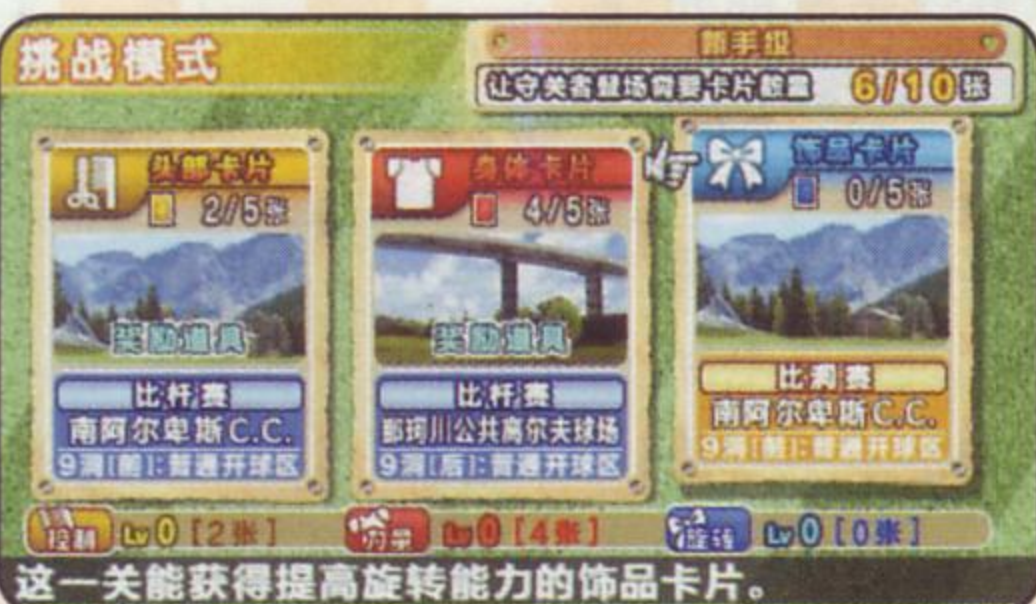 挑战模式
新手级
让守关者登场需要卡片数量 6/10张
头部卡片
2/5张
奖励道具
比杆赛
南阿尔卑斯C.C.
9洞[前]:普通开球区
身体卡片
4/5张
奖励道具
比杆赛
那珂川公共高尔夫球场
9洞[后]:普通开球区
饰品卡片
0/5张
比洞赛
南阿尔卑斯C.C.
9洞[前]:普通开球区
控制 Lv 0 [2张]
力量 Lv 0 [4张]
旋转 Lv 0 [0张]
这一关能获得提高旋转能力的饰品卡片。